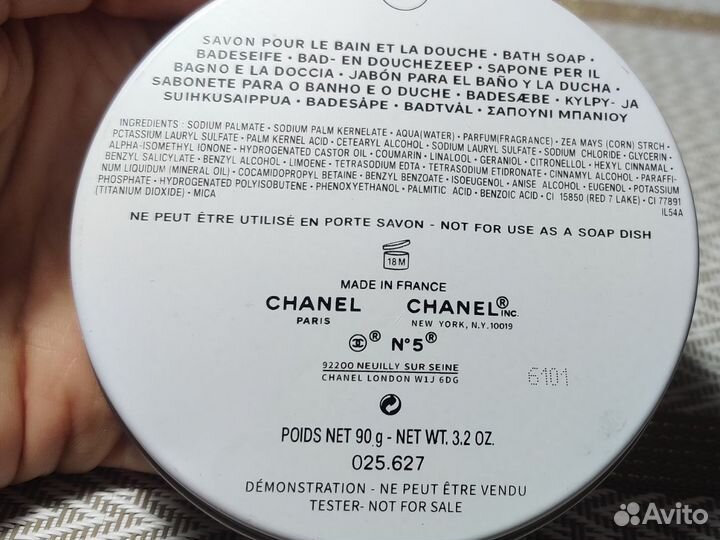 SAVON POUR LE BAIN ET LA DOUCHE • BATH SOAP •
BADESEIFE • BAD- EN DOUCHEZEEP • SAPONE PER IL
BAGNO E LA DOCCIA • JABÓN PARA EL BAÑO Y LA DUCHA •
SABONETE PARA O BANHO E O DUCHE • BADESÆBE • KYLPY- JA
SUIHKUSAIPPUA • BADESÅPE • BADTVÅL • ΣΑΠΟΥΝΙ ΜΠΑΝΙΟΥ
INGREDIENTS : SODIUM PALMATE • SODIUM PALM KERNELATE • AQUA(WATER) • PARFUM(FRAGRANCE) • ZEA MAYS (CORN) STRCH •
PCTASSIUM LAURYL SULFATE • PALM KERNEL ACID • CETEARYL ALCOHOL • SODIUM LAURYL SULFATE • SODIUM CHLORIDE • GLYCERIN •
ALPHA-ISOMETHYL IONONE • HYDROGENATED CASTOR OIL • COUMARIN • LINALOOL • GERANIOL • CITRONELLOL • HEXYL CINNAMAL •
BENZYL SALICYLATE • BENZYL ALCOHOL • LIMOENE • TETRASODIUM EDTA • TETRASODIUM ETIDRONATE • CINNAMYL ALCOHOL • PARAFFI-
NUM LIQUIDUM (MINERAL OIL) • COCAMIDOPROPYL BETAINE • BENZYL BENZOATE • ISOEUGENOL • ANISE ALCOHOL • EUGENOL • POTASSIUM
PHOSPHATE • HYDROGENATED POLYISOBUTENE • PHENOXYETHANOL • PALMITIC ACID • BENZOIC ACID • CI 15850 (RED 7 LAKE) • CI 77891
(TITANIUM DIOXIDE) • MICA
IL54A
NE PEUT ÊTRE UTILISÉ EN PORTE SAVON - NOT FOR USE AS A SOAP DISH
18 M
MADE IN FRANCE
CHANEL CHANEL® INC.
PARIS NEW YORK, N.Y. 10019
® N°5®
92200 NEUILLY SUR SEINE
CHANEL LONDON W1J 6DG
6101
POIDS NET 90 g - NET WT. 3.2 OZ.
025.627
DÉMONSTRATION - NE PEUT ÊTRE VENDU
TESTER- NOT FOR SALE
Avito